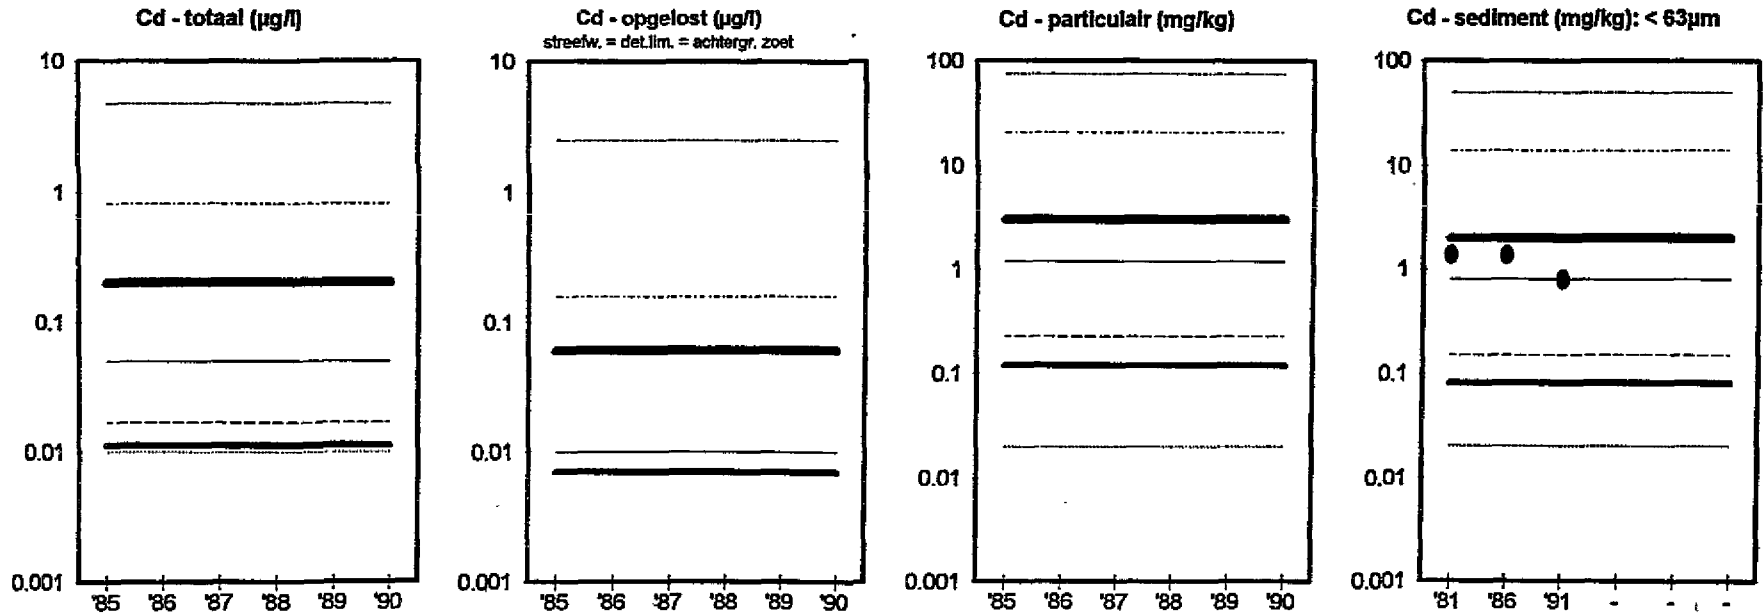 Cd - totaal (µg/l)
10
1
0.1
0.01
0.001
'85 '86 '87 '88 '89 '90
Cd - opgelost (µg/l)
streefw. = det.lim. = achtergr. zoet
10
1
0.1
0.01
0.001
'85 '86 '87 '88 '89 '90
Cd - particulair (mg/kg)
100
10
1
0.1
0.01
0.001
'85 '86 '87 '88 '89 '90
Cd - sediment (mg/kg): < 63µm
100
10
1
0.1
0.01
0.001
'81 '86 '91 - - -